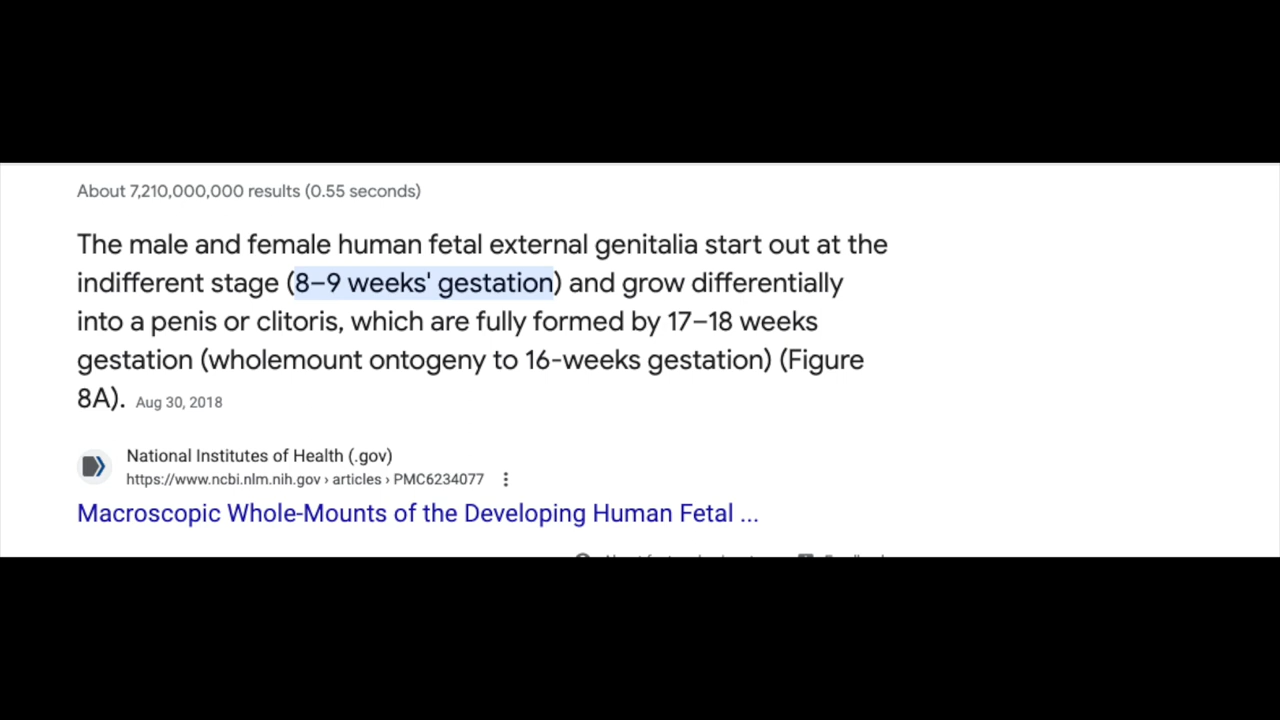 About 7,210,000,000 results (0.55 seconds)
The male and female human fetal external genitalia start out at the
indifferent stage (8–9 weeks' gestation) and grow differentially
into a penis or clitoris, which are fully formed by 17–18 weeks
gestation (wholemount ontogeny to 16-weeks gestation) (Figure
8A). Aug 30, 2018
National Institutes of Health (.gov)
https://www.ncbi.nlm.nih.gov › articles › PMC6234077
Macroscopic Whole-Mounts of the Developing Human Fetal ...